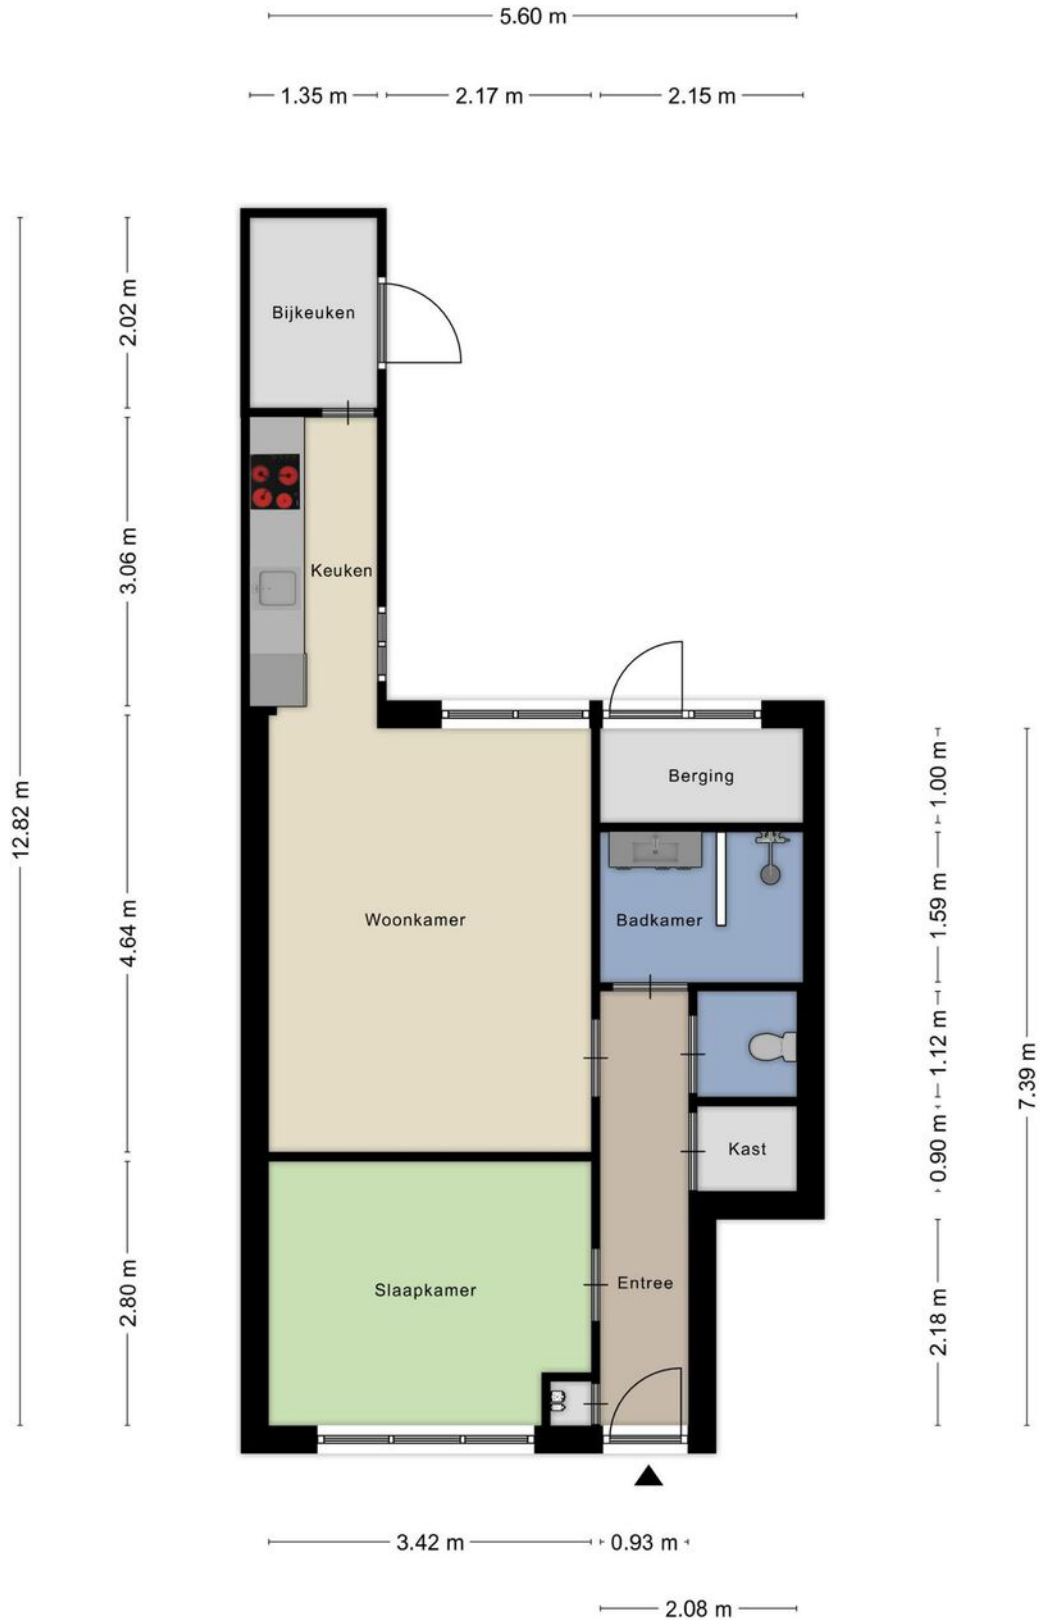 5.60 m
1.35 m
2.17 m
2.15 m
Bijkeuken
2.02 m
Keuken
3.06 m
12.82 m
Berging
1.00 m
Woonkamer
4.64 m
Badkamer
1.59 m
1.12 m
7.39 m
Kast
0.90 m
Slaapkamer
2.80 m
Entree
2.18 m
3.42 m
0.93 m
2.08 m